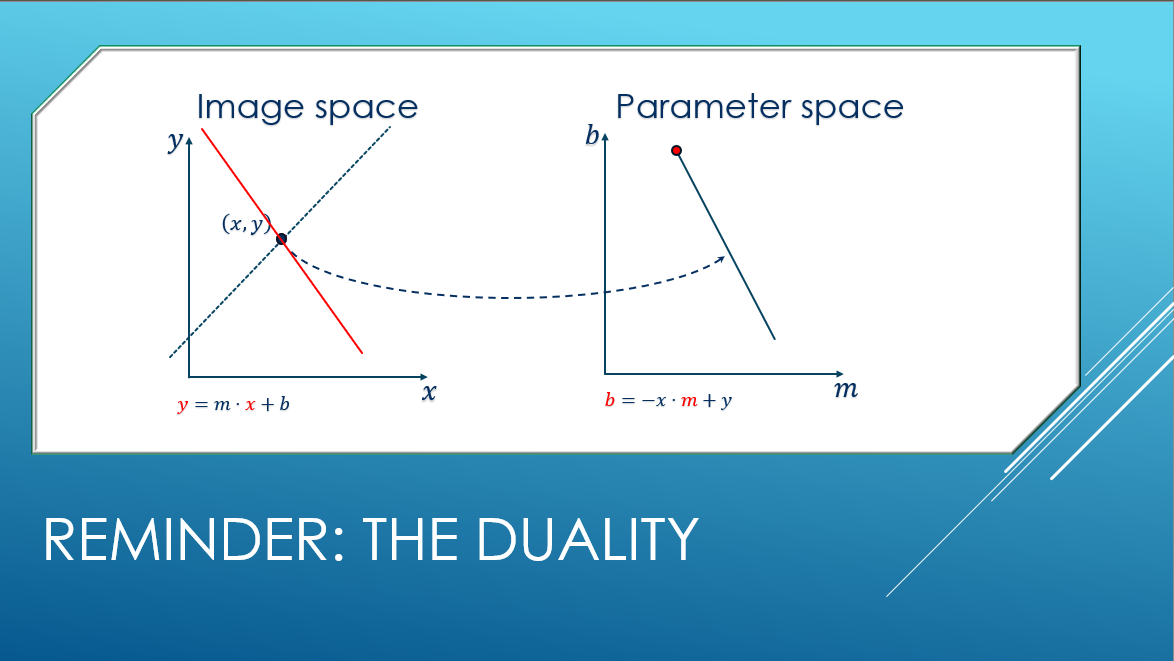 Image space
y
(x, y)
x
y = m · x + b
Parameter space
b
m
b = −x · m + y
REMINDER: THE DUALITY